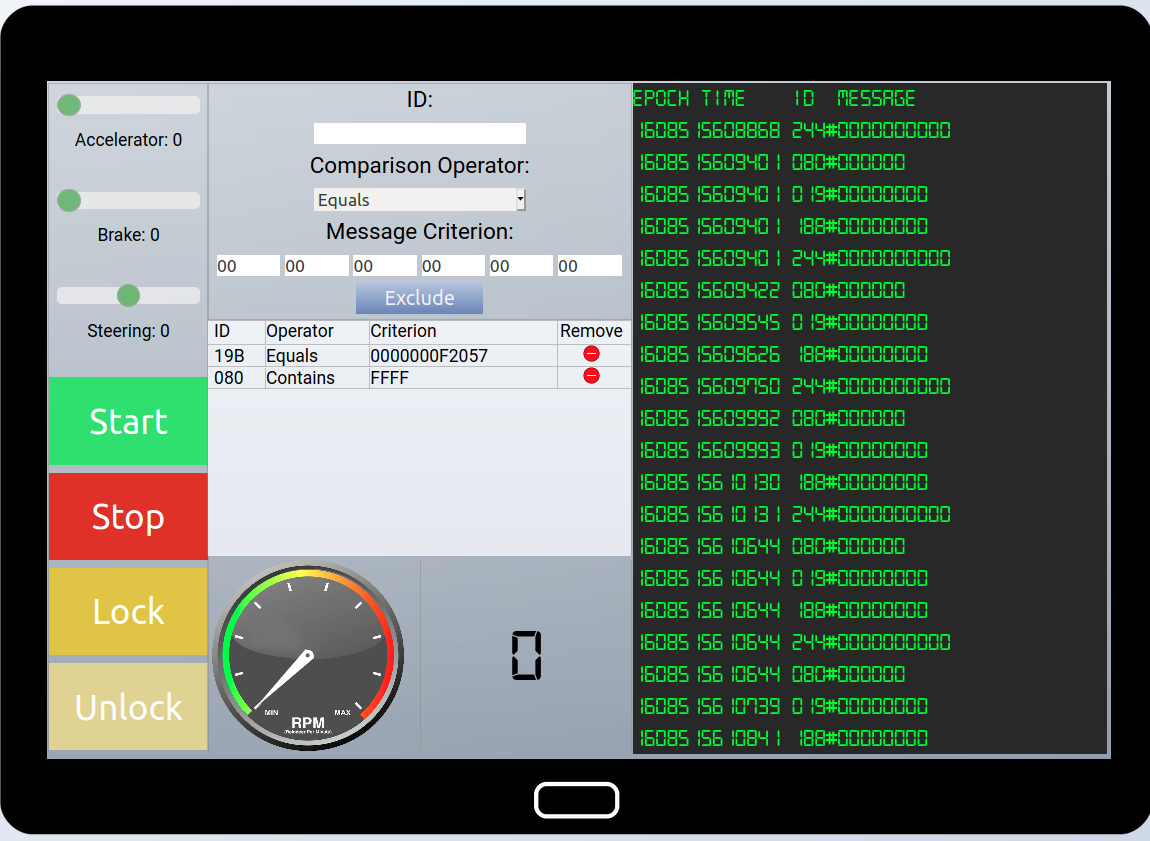 Accelerator: 0
Brake: 0
Steering: 0
Start
Stop
Lock
Unlock
ID:
Comparison Operator:
Equals
Message Criterion:
00 00 00 00 00 00
Exclude
ID Operator Criterion Remove
19B Equals 0000000F2057
080 Contains FFFF
MIN MAX
RPM
(Reindeer Per Minute)
0
EPOCH TIME ID MESSAGE
1608515608868 244#0000000000
1608515609401 080#000000
1608515609401 019#00000000
1608515609401 188#00000000
1608515609401 244#0000000000
1608515609422 080#000000
1608515609545 019#00000000
1608515609626 188#00000000
1608515609750 244#0000000000
1608515609992 080#000000
1608515609993 019#00000000
1608515610130 188#00000000
1608515610131 244#0000000000
1608515610644 080#000000
1608515610644 019#00000000
1608515610644 188#00000000
1608515610644 244#0000000000
1608515610644 080#000000
1608515610739 019#00000000
1608515610841 188#00000000